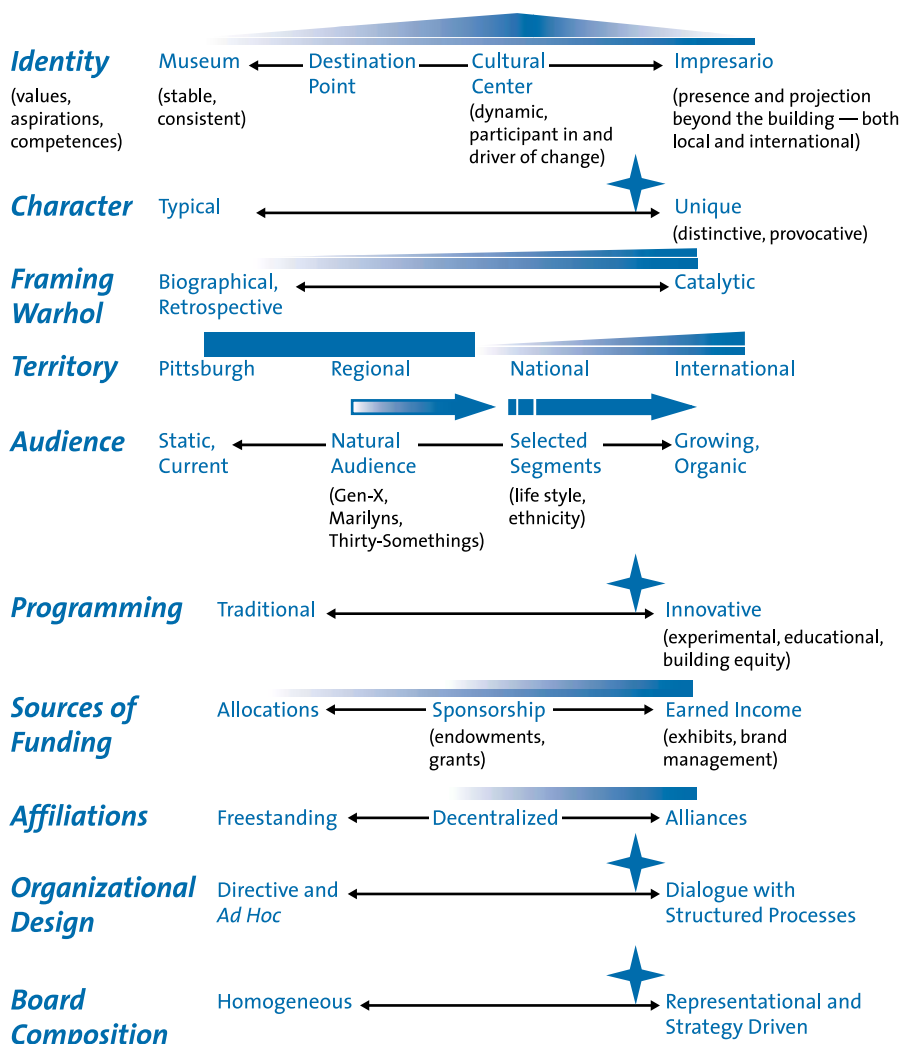 Identity
(values,
aspirations,
competences)
Museum
(stable,
consistent)
Destination
Point
Cultural
Center
(dynamic,
participant in and
driver of change)
Impresario
(presence and projection
beyond the building — both
local and international)
Character
Typical
Unique
(distinctive, provocative)
Framing
Warhol
Biographical,
Retrospective
Catalytic
Territory
Pittsburgh
Regional
National
International
Audience
Static,
Current
Natural
Audience
(Gen-X,
Marilyns,
Thirty-Somethings)
Selected
Segments
(life style,
ethnicity)
Growing,
Organic
Programming
Traditional
Innovative
(experimental, educational,
building equity)
Sources of
Funding
Allocations
Sponsorship
(endowments,
grants)
Earned Income
(exhibits, brand
management)
Affiliations
Freestanding
Decentralized
Alliances
Organizational
Design
Directive and
Ad Hoc
Dialogue with
Structured Processes
Board
Composition
Homogeneous
Representational and
Strategy Driven